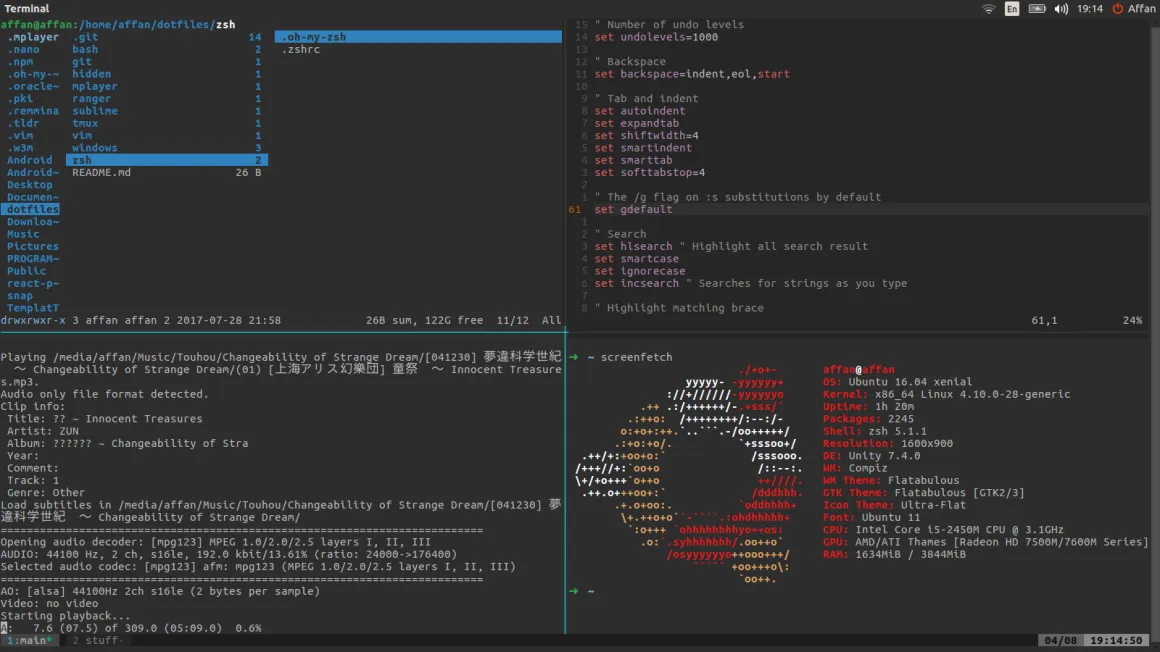 Terminal
En
19:14
Affan
affan@affan:/home/affan/dotfiles/zsh
.mplayer .git 14 .oh-my-zsh
.nano bash 2 .zshrc
.npm git 1
.oh-my-~ hidden 1
.oracle~ mplayer 1
.pki ranger 1
.remmina sublime 1
.tldr tmux 1
.vim vim 1
.w3m windows 3
Android zsh 2
Android~ README.md 26 B
Desktop
Documen~
dotfiles
Downloa~
Music
Pictures
PROGRAM~
Public
react-p~
snap
TemplatT
drwxrwxr-x 3 affan affan 2 2017-07-28 21:58 26B sum, 122G free 11/12 All
15 " Number of undo levels
14 set undolevels=1000
13
12 " Backspace
11 set backspace=indent,eol,start
10
9 " Tab and indent
8 set autoindent
7 set expandtab
6 set shiftwidth=4
5 set smartindent
4 set smarttab
3 set softtabstop=4
2
1 " The /g flag on :s substitutions by default
61 set gdefault
1
2 " Search
3 set hlsearch " Highlight all search result
4 set smartcase
5 set ignorecase
6 set incsearch " Searches for strings as you type
7
8 " Highlight matching brace
61,1 24%
Playing /media/affan/Music/Touhou/Changeability of Strange Dream/[041230] 夢違科学世紀
～ Changeability of Strange Dream/(01) [上海アリス幻樂団] 童祭 ～ Innocent Treasure
s.mp3.
Audio only file format detected.
Clip info:
Title: ?? ~ Innocent Treasures
Artist: ZUN
Album: ?????? ~ Changeability of Stra
Year:
Comment:
Track: 1
Genre: Other
Load subtitles in /media/affan/Music/Touhou/Changeability of Strange Dream/[041230] 夢
違科学世紀 ～ Changeability of Strange Dream/
==========================================================================
Opening audio decoder: [mpg123] MPEG 1.0/2.0/2.5 layers I, II, III
AUDIO: 44100 Hz, 2 ch, s16le, 192.0 kbit/13.61% (ratio: 24000->176400)
Selected audio codec: [mpg123] afm: mpg123 (MPEG 1.0/2.0/2.5 layers I, II, III)
==========================================================================
AO: [alsa] 44100Hz 2ch s16le (2 bytes per sample)
Video: no video
Starting playback...
A: 7.6 (07.5) of 309.0 (05:09.0) 0.6%
➜ ~ screenfetch
affan@affan
OS: Ubuntu 16.04 xenial
Kernel: x86_64 Linux 4.10.0-28-generic
Uptime: 1h 20m
Packages: 2245
Shell: zsh 5.1.1
Resolution: 1600x900
DE: Unity 7.4.0
WM: Compiz
WM Theme: Flatabulous
GTK Theme: Flatabulous [GTK2/3]
Icon Theme: Ultra-Flat
Font: Ubuntu 11
CPU: Intel Core i5-2450M CPU @ 3.1GHz
GPU: AMD/ATI Thames [Radeon HD 7500M/7600M Series]
RAM: 1634MiB / 3844MiB
➜ ~
1:main* 2 stuff- 04/08 19:14:50